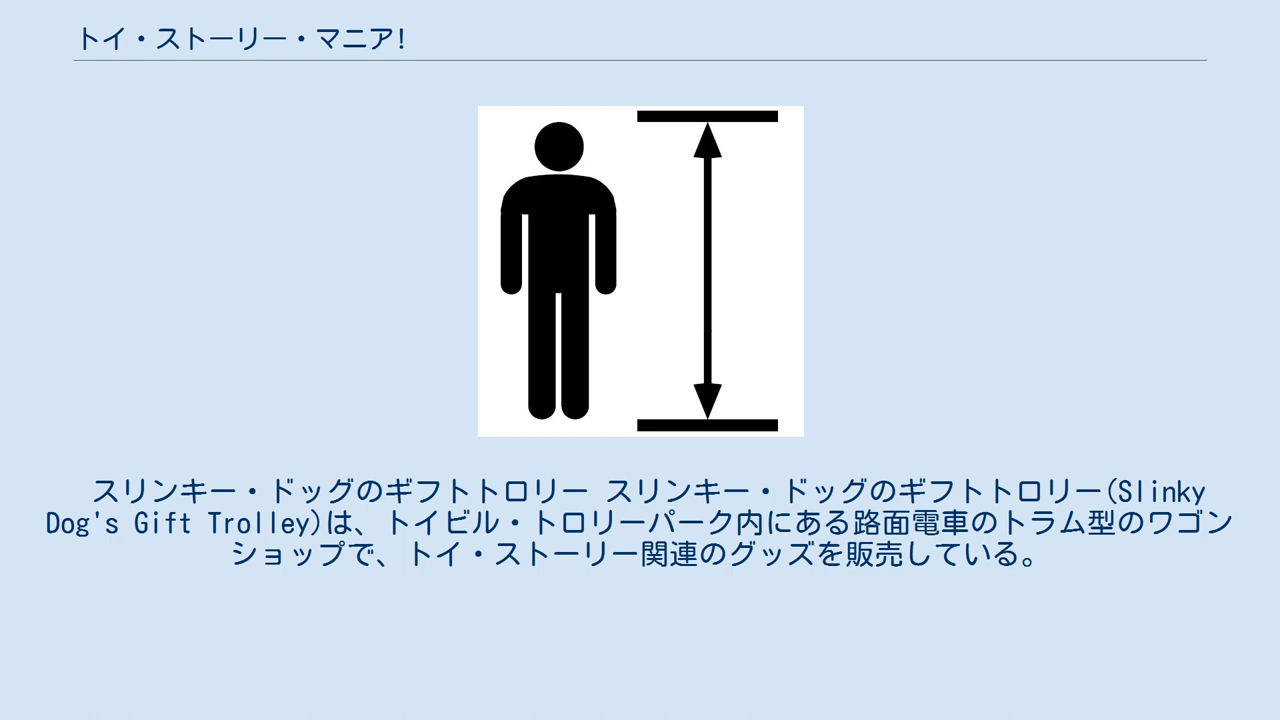 トイ・ストーリー・マニア!
スリンキー・ドッグのギフトトロリー スリンキー・ドッグのギフトトロリー(Slinky
Dog's Gift Trolley)は、トイビル・トロリーパーク内にある路面電車のトラム型のワゴン
ショップで、トイ・ストーリー関連のグッズを販売している。